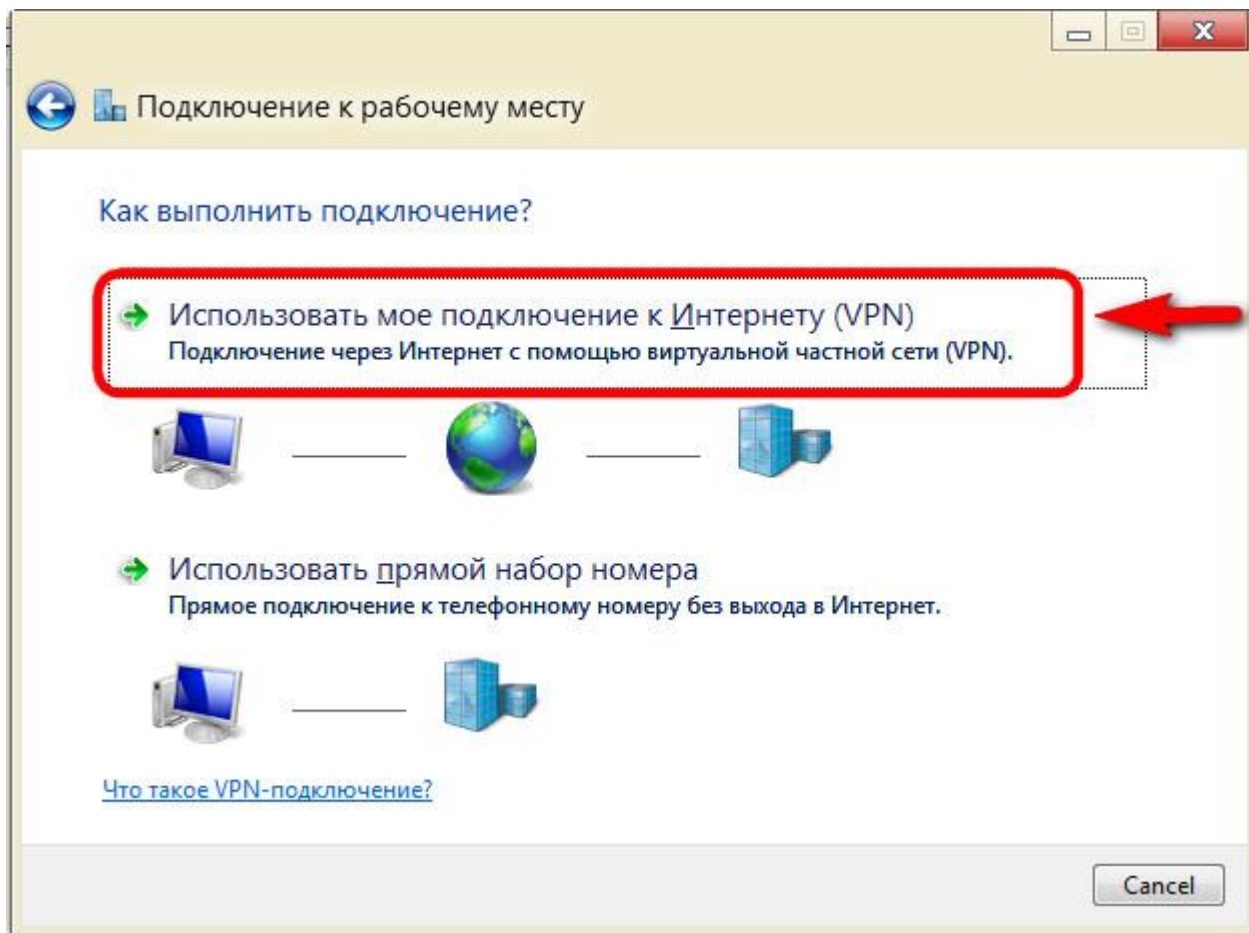 Подключение к рабочему месту
Как выполнить подключение?
Использовать мое подключение к Интернету (VPN)
Подключение через Интернет с помощью виртуальной частной сети (VPN).
Использовать прямой набор номера
Прямое подключение к телефонному номеру без выхода в Интернет.
Что такое VPN-подключение?
Cancel